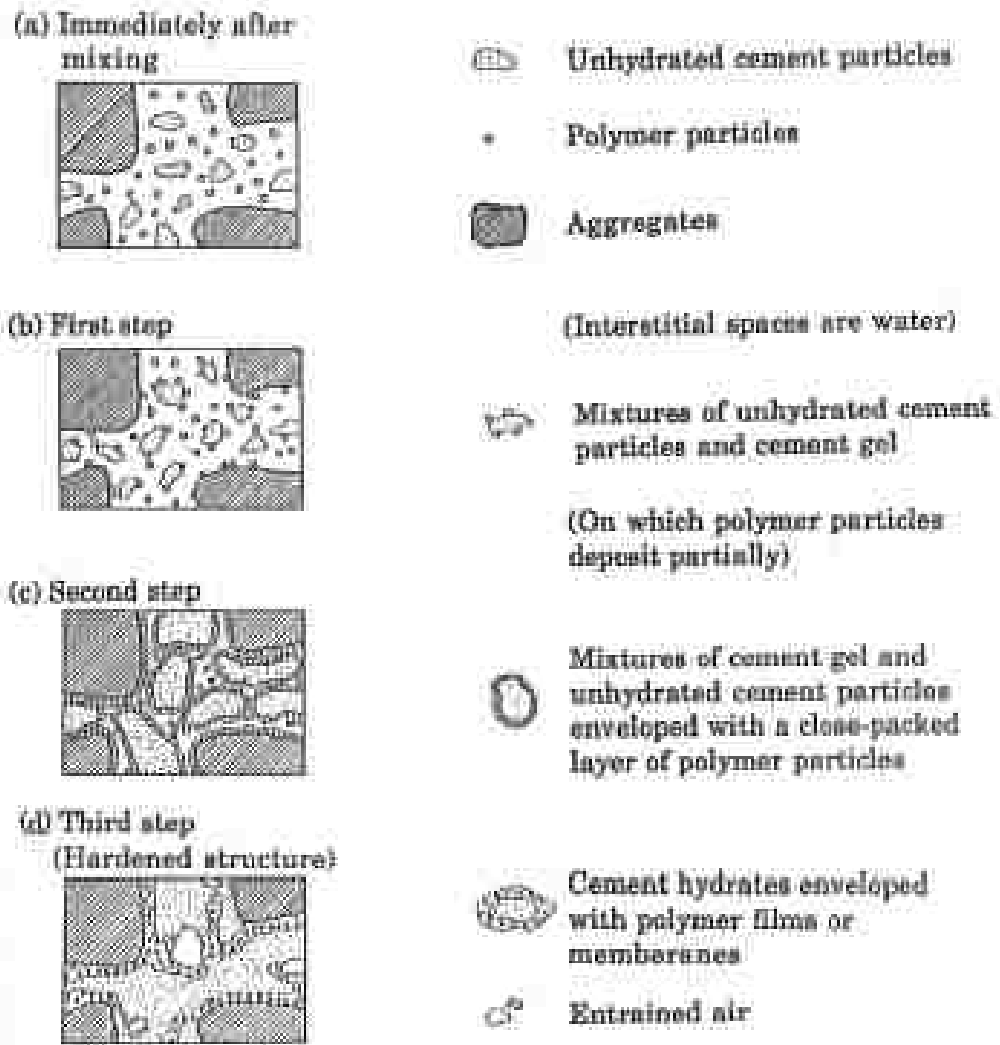 (a) Immediately after
mixing
Unhydrated cement particles
Polymer particles
Aggregates
(b) First step
(Interstitial spaces are water)
Mixtures of unhydrated cement
particles and cement gel
(On which polymer particles
deposit partially)
(c) Second step
Mixtures of cement gel and
unhydrated cement particles
enveloped with a close-packed
layer of polymer particles
(d) Third step
(Hardened structure)
Cement hydrates enveloped
with polymer films or
memberanes
Entrained air